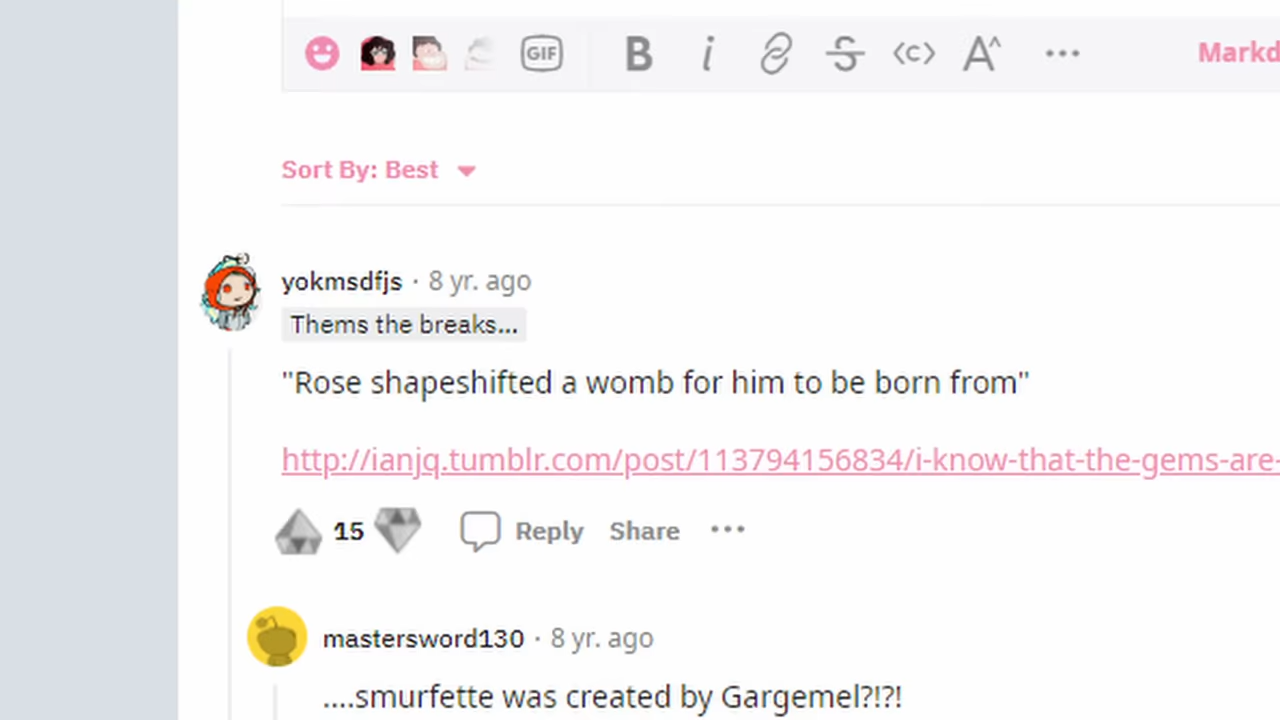 GIF B i <c> A^ ... Markd
Sort By: Best
yokmsdfjs · 8 yr. ago
Thems the breaks...
"Rose shapeshifted a womb for him to be born from"
http://ianjq.tumblr.com/post/113794156834/i-know-that-the-gems-are-
15 Reply Share ...
mastersword130 · 8 yr. ago
....smurfette was created by Gargemel?!?!